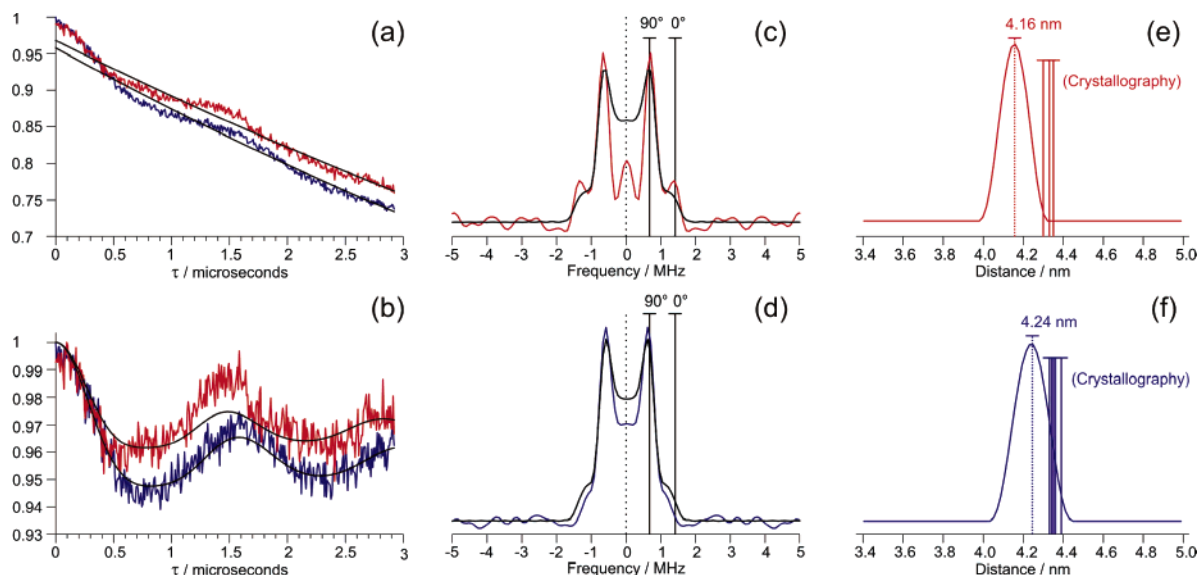 (a)
1
0.95
0.9
0.85
0.8
0.75
0.7
0 0.5 1 1.5 2 2.5 3
τ / microseconds
(c)
90° 0°
-5 -4 -3 -2 -1 0 1 2 3 4 5
Frequency / MHz
(e)
4.16 nm
(Crystallography)
3.4 3.6 3.8 4.0 4.2 4.4 4.6 4.8 5.0
Distance / nm
(b)
1
0.99
0.98
0.97
0.96
0.95
0.94
0.93
0 0.5 1 1.5 2 2.5 3
τ / microseconds
(d)
90° 0°
-5 -4 -3 -2 -1 0 1 2 3 4 5
Frequency / MHz
(f)
4.24 nm
(Crystallography)
3.4 3.6 3.8 4.0 4.2 4.4 4.6 4.8 5.0
Distance / nm